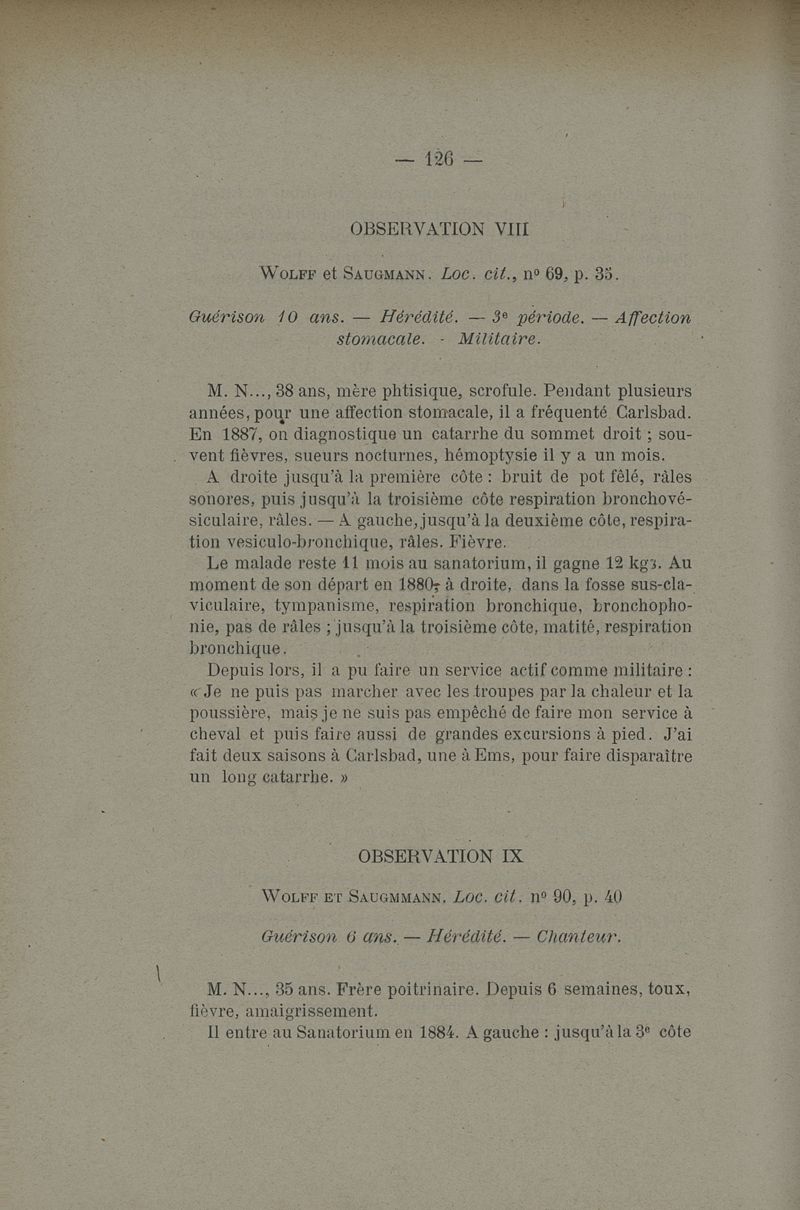 — 126 —
OBSERVATION VIII
WOLFF et SAUGMANN. Loc. cit., nº 69, p. 35.
Guérison 10 ans. — Hérédité. — 3e période. — Affection
stomacale. - Militaire.
M. N..., 38 ans, mère phtisique, scrofule. Pendant plusieurs
années, pour une affection stomacale, il a fréquenté Carlsbad.
En 1887, on diagnostique un catarrhe du sommet droit ; sou-
vent fièvres, sueurs nocturnes, hémoptysie il y a un mois.
A droite jusqu'à la première côte : bruit de pot fêlé, râles
sonores, puis jusqu'à la troisième côte respiration bronchové-
siculaire, râles. — A gauche, jusqu'à la deuxième côte, respira-
tion vesiculo-bronchique, râles. Fièvre.
Le malade reste 11 mois au sanatorium, il gagne 12 kgs. Au
moment de son départ en 1880, à droite, dans la fosse sus-cla-
viculaire, tympanisme, respiration bronchique, bronchopho-
nie, pas de râles ; jusqu'à la troisième côte, matité, respiration
bronchique.
Depuis lors, il a pu faire un service actif comme militaire :
« Je ne puis pas marcher avec les troupes par la chaleur et la
poussière, mais je ne suis pas empêché de faire mon service à
cheval et puis faire aussi de grandes excursions à pied. J'ai
fait deux saisons à Carlsbad, une à Ems, pour faire disparaître
un long catarrhe. »
OBSERVATION IX
WOLFF ET SAUGMMANN. Loc. cit. nº 90, p. 40
Guérison 6 ans. — Hérédité. — Chanteur.
M. N..., 35 ans. Frère poitrinaire. Depuis 6 semaines, toux,
fièvre, amaigrissement.
Il entre au Sanatorium en 1884. A gauche : jusqu'à la 3e côte